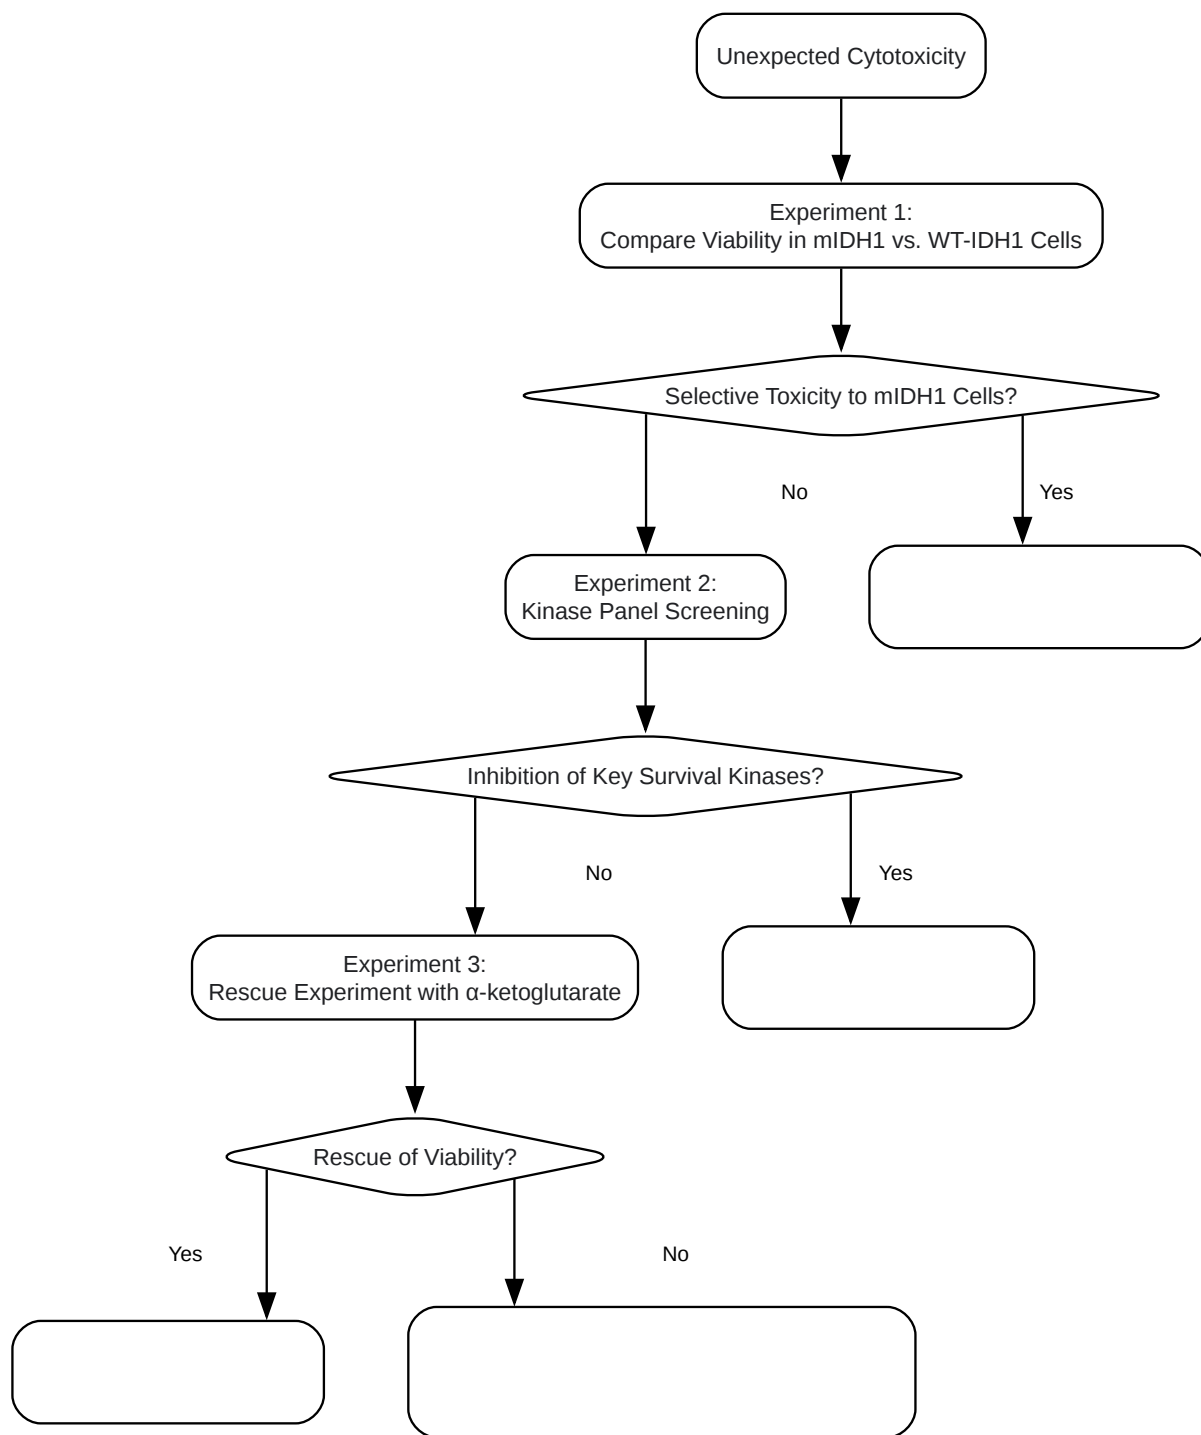 Unexpected Cytotoxicity
Experiment 1:
Compare Viability in mIDH1 vs. WT-IDH1 Cells
Selective Toxicity to mIDH1 Cells?
No
Yes
Experiment 2:
Kinase Panel Screening
Inhibition of Key Survival Kinases?
No
Yes
Experiment 3:
Rescue Experiment with α-ketoglutarate
Rescue of Viability?
Yes
No